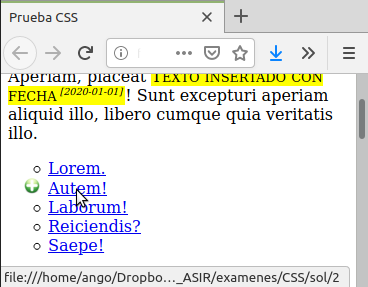 Prueba CSS
Aperiam, placeat TEXTO INSERTADO CON
FECHA [2020-01-01]! Sunt excepturi aperiam
aliquid illo, libero cumque quia veritatis
illo.
Lorem.
Autem!
Laborum!
Reiciendis?
Saepe!
file:///home/ango/Dropbo…_ASIR/examenes/CSS/sol/2